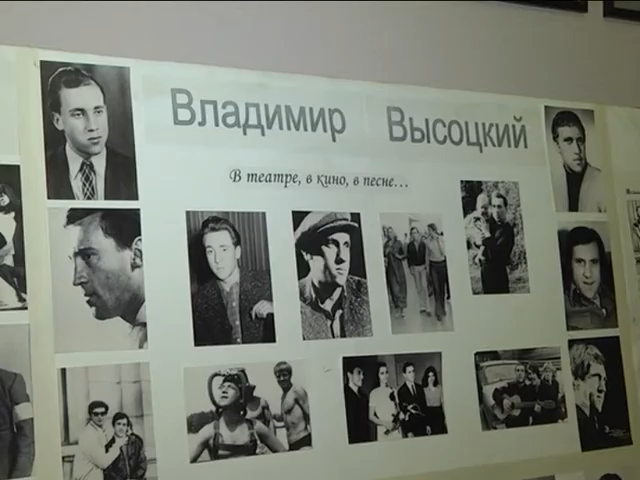 Владимир Высоцкий
В театре, в кино, в песне...